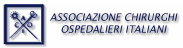 ASSOCIAZIONE CHIRURGHI
OSPEDALIERI ITALIANI